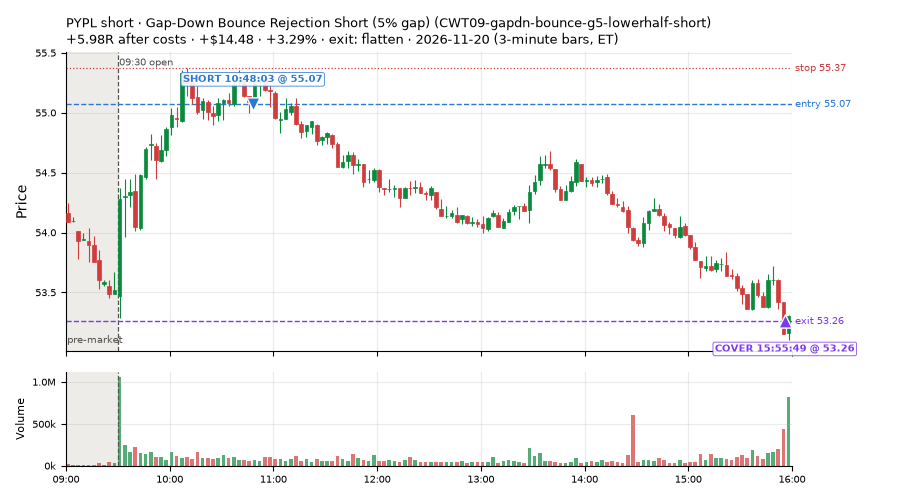 PYPL short · Gap-Down Bounce Rejection Short (5% gap) (CWT09-gapdn-bounce-g5-lowerhalf-short)
+5.98R after costs · +$14.48 · +3.29% · exit: flatten · 2026-11-20 (3-minute bars, ET)
55.5
09:30 open
stop 55.37
SHORT 10:48:03 @ 55.07
entry 55.07
55.0
54.5
Price
54.0
53.5
exit 53.26
pre-market
COVER 15:55:49 @ 53.26
1.0M
Volume
500k
0k
09:00 10:00 11:00 12:00 13:00 14:00 15:00 16:00